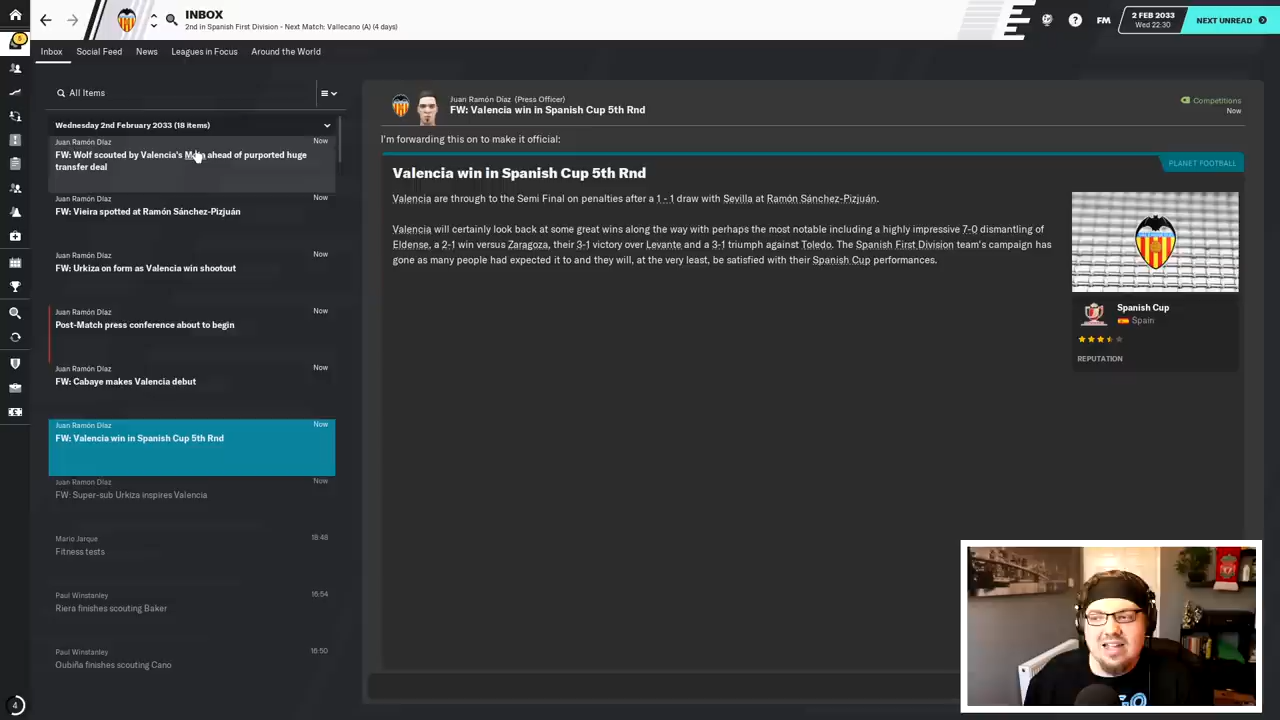 INBOX
2nd in Spanish First Division - Next Match: Vallecano (A) (4 days)
FM
2 FEB 2033
Wed 22:30
NEXT UNREAD
5
Inbox
Social Feed
News
Leagues in Focus
Around the World
All Items
Wednesday 2nd February 2033 (18 items)
Juan Ramón Díaz
Now
FW: Wolf scouted by Valencia's ahead of purported huge
transfer deal
Juan Ramón Díaz
Now
FW: Vieira spotted at Ramón Sánchez-Pizjuán
Juan Ramón Díaz
Now
FW: Urkiza on form as Valencia win shootout
Juan Ramón Díaz
Now
Post-Match press conference about to begin
Juan Ramón Díaz
Now
FW: Cabaye makes Valencia debut
Juan Ramón Díaz
Now
FW: Valencia win in Spanish Cup 5th Rnd
Juan Ramón Díaz
Now
FW: Super-sub Urkiza inspires Valencia
Mario Jarque
18:48
Fitness tests
Paul Winstanley
16:54
Riera finishes scouting Baker
Paul Winstanley
16:50
Oubiña finishes scouting Cano
4
Juan Ramón Díaz (Press Officer)
FW: Valencia win in Spanish Cup 5th Rnd
Competitions
Now
I'm forwarding this on to make it official:
PLANET FOOTBALL
Valencia win in Spanish Cup 5th Rnd
Valencia are through to the Semi Final on penalties after a 1 - 1 draw with Sevilla at Ramón Sánchez-Pizjuán.
Valencia will certainly look back at some great wins along the way with perhaps the most notable including a highly impressive 7-0 dismantling of
Eldense, a 2-1 win versus Zaragoza, their 3-1 victory over Levante and a 3-1 triumph against Toledo. The Spanish First Division team's campaign has
gone as many people had expected it to and they will, at the very least, be satisfied with their Spanish Cup performances.
Spanish Cup
Spain
REPUTATION